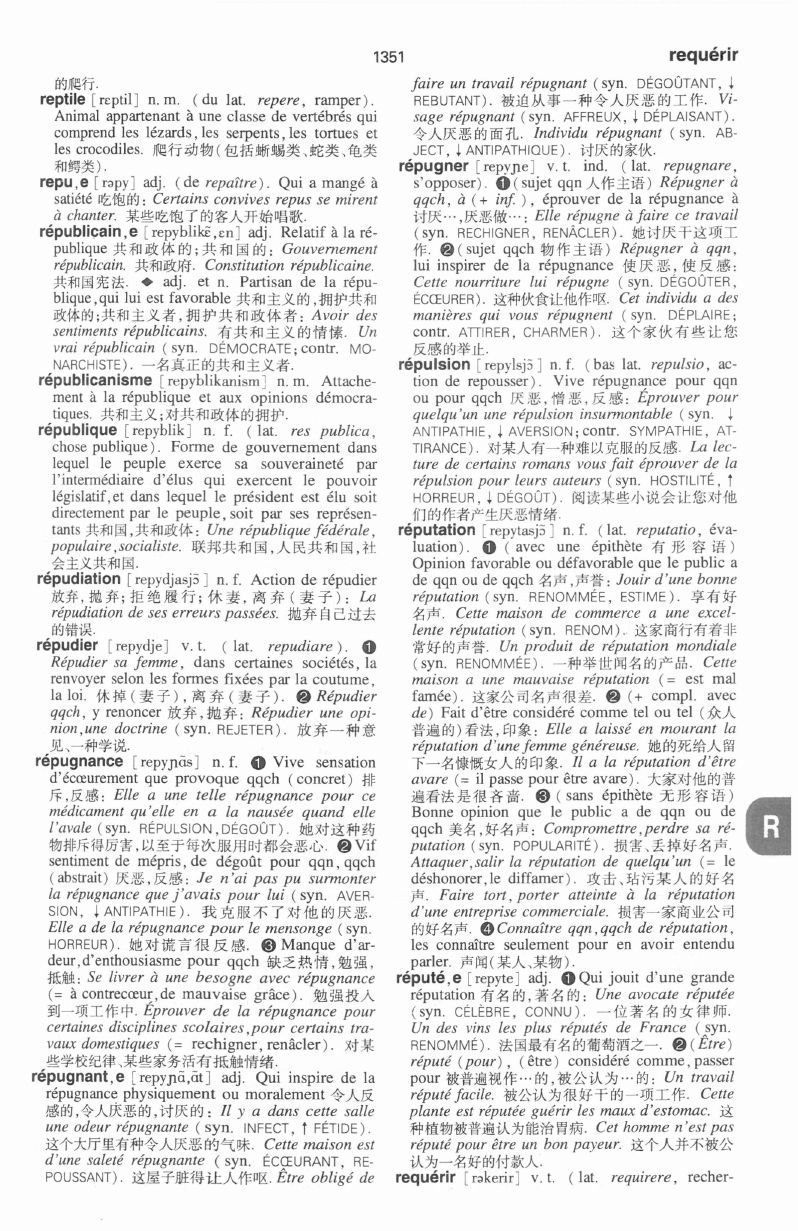 1351
requérir
的爬行.
reptile [rɛptil] n. m. (du lat. repere, ramper).
Animal appartenant à une classe de vertébrés qui
comprend les lézards, les serpents, les tortues et
les crocodiles. 爬行动物(包括蜥蜴类、蛇类、龟类
和鳄类).
repu,e [rəpy] adj. (de repaître). Qui a mangé à
satiété 吃饱的: Certains convives repus se mirent
à chanter. 某些吃饱了的客人开始唱歌.
républicain,e [repyblikɛ̃,ɛn] adj. Relatif à la ré-
publique 共和政体的;共和国的: Gouvernement
républicain. 共和政府. Constitution républicaine.
共和国宪法. ◆ adj. et n. Partisan de la répu-
blique,qui lui est favorable 共和主义的,拥护共和
政体的;共和主义者,拥护共和政体者: Avoir des
sentiments républicains. 有共和主义的情愫. Un
vrai républicain (syn. DÉMOCRATE; contr. MO-
NARCHISTE). 一名真正的共和主义者.
républicanisme [repyblikanism] n. m. Attache-
ment à la république et aux opinions démocra-
tiques. 共和主义;对共和政体的拥护.
république [repyblik] n. f. (lat. res publica,
chose publique). Forme de gouvernement dans
lequel le peuple exerce sa souveraineté par
l'intermédiaire d'élus qui exercent le pouvoir
législatif,et dans lequel le président est élu soit
directement par le peuple,soit par ses représen-
tants 共和国,共和政体: Une république fédérale,
populaire,socialiste. 联邦共和国,人民共和国,社
会主义共和国.
répudiation [repydjasjɔ̃] n. f. Action de répudier
放弃,抛弃;拒绝履行;休妻,离弃(妻子): La
répudiation de ses erreurs passées. 抛弃自己过去
的错误.
répudier [repydje] v. t. (lat. repudiare). ❶
Répudier sa femme, dans certaines sociétés, la
renvoyer selon les formes fixées par la coutume,
la loi. 休掉(妻子),离弃(妻子). ❷ Répudier
qqch, y renoncer 放弃,抛弃: Répudier une opi-
nion,une doctrine (syn. REJETER). 放弃一种意
见、一种学说.
répugnance [repyɲɑ̃s] n. f. ❶ Vive sensation
d'écœurement que provoque qqch (concret) 排
斥,反感: Elle a une telle répugnance pour ce
médicament qu'elle en a la nausée quand elle
l'avale (syn. RÉPULSION,DÉGOÛT). 她对这种药
物排斥得厉害,以至于每次服用时都会恶心. ❷ Vif
sentiment de mépris, de dégoût pour qqn, qqch
(abstrait) 厌恶,反感: Je n'ai pas pu surmonter
la répugnance que j'avais pour lui (syn. AVER-
SION, ↓ANTIPATHIE). 我克服不了对他的厌恶.
Elle a de la répugnance pour le mensonge (syn.
HORREUR). 她对谎言很反感. ❸ Manque d'ar-
deur,d'enthousiasme pour qqch 缺乏热情,勉强,
抵触: Se livrer à une besogne avec répugnance
(= à contrecœur,de mauvaise grâce). 勉强投入
到一项工作中. Éprouver de la répugnance pour
certaines disciplines scolaires,pour certains tra-
vaux domestiques (= rechigner, renâcler). 对某
些学校纪律、某些家务活有抵触情绪.
répugnant,e [repyɲɑ̃,ɑ̃t] adj. Qui inspire de la
répugnance physiquement ou moralement 令人反
感的,令人厌恶的,讨厌的: Il y a dans cette salle
une odeur répugnante (syn. INFECT, ↑ FÉTIDE).
这个大厅里有种令人厌恶的气味. Cette maison est
d'une saleté répugnante (syn. ÉCŒURANT, RE-
POUSSANT). 这屋子脏得让人作呕. Être obligé de
faire un travail répugnant (syn. DÉGOÛTANT, ↓
REBUTANT). 被迫从事一种令人厌恶的工作. Vi-
sage répugnant (syn. AFFREUX, ↓DÉPLAISANT).
令人厌恶的面孔. Individu répugnant (syn. AB-
JECT, ↓ANTIPATHIQUE). 讨厌的家伙.
répugner [repyɲe] v. t. ind. (lat. repugnare,
s'opposer). ❶ (sujet qqn 人作主语) Répugner à
qqch, à (+ inf.), éprouver de la répugnance à
讨厌…,厌恶做…: Elle répugne à faire ce travail
(syn. RECHIGNER, RENÂCLER). 她讨厌干这项工
作. ❷ (sujet qqch 物作主语) Répugner à qqn,
lui inspirer de la répugnance 使厌恶,使反感:
Cette nourriture lui répugne (syn. DÉGOÛTER,
ÉCŒURER). 这种伙食让他作呕. Cet individu a des
manières qui vous répugnent (syn. DÉPLAIRE;
contr. ATTIRER, CHARMER). 这个家伙有些让您
反感的举止.
répulsion [repylsjɔ̃] n. f. (bas lat. repulsio, ac-
tion de repousser). Vive répugnance pour qqn
ou pour qqch 厌恶,憎恶,反感: Éprouver pour
quelqu'un une répulsion insurmontable (syn. ↓
ANTIPATHIE, ↓AVERSION; contr. SYMPATHIE, AT-
TIRANCE). 对某人有一种难以克服的反感. La lec-
ture de certains romans vous fait éprouver de la
répulsion pour leurs auteurs (syn. HOSTILITÉ, ↑
HORREUR, ↓DÉGOÛT). 阅读某些小说会让您对他
们的作者产生厌恶情绪.
réputation [repytasjɔ̃] n. f. (lat. reputatio, éva-
luation). ❶ (avec une épithète 有形容语)
Opinion favorable ou défavorable que le public a
de qqn ou de qqch 名声,声誉: Jouir d'une bonne
réputation (syn. RENOMMÉE, ESTIME). 享有好
名声. Cette maison de commerce a une excel-
lente réputation (syn. RENOM). 这家商行有着非
常好的声誉. Un produit de réputation mondiale
(syn. RENOMMÉE). 一种举世闻名的产品. Cette
maison a une mauvaise réputation (= est mal
famée). 这家公司名声很差. ❷ (+ compl. avec
de) Fait d'être considéré comme tel ou tel (众人
普遍的)看法,印象: Elle a laissé en mourant la
réputation d'une femme généreuse. 她的死给人留
下一名慷慨女人的印象. Il a la réputation d'être
avare (= il passe pour être avare). 大家对他的普
遍看法是很吝啬. ❸ (sans épithète 无形容语)
Bonne opinion que le public a de qqn ou de
qqch 美名,好名声: Compromettre,perdre sa ré-
putation (syn. POPULARITÉ). 损害、丢掉好名声.
Attaquer,salir la réputation de quelqu'un (= le
déshonorer,le diffamer). 攻击、玷污某人的好名
声. Faire tort, porter atteinte à la réputation
d'une entreprise commerciale. 损害一家商业公司
的好名声. ❹ Connaître qqn,qqch de réputation,
les connaître seulement pour en avoir entendu
parler. 声闻(某人、某物).
réputé,e [repyte] adj. ❶ Qui jouit d'une grande
réputation 有名的,著名的: Une avocate réputée
(syn. CÉLÈBRE, CONNU). 一位著名的女律师.
Un des vins les plus réputés de France (syn.
RENOMMÉ). 法国最有名的葡萄酒之一. ❷ (Être)
réputé (pour), (être) considéré comme, passer
pour 被普遍视作…的,被公认为…的: Un travail
réputé facile. 被公认为很好干的一项工作. Cette
plante est réputée guérir les maux d'estomac. 这
种植物被普遍认为能治胃病. Cet homme n'est pas
réputé pour être un bon payeur. 这个人并不被公
认为一名好的付款人.
requérir [rəkerir] v. t. (lat. requirere, recher-
R